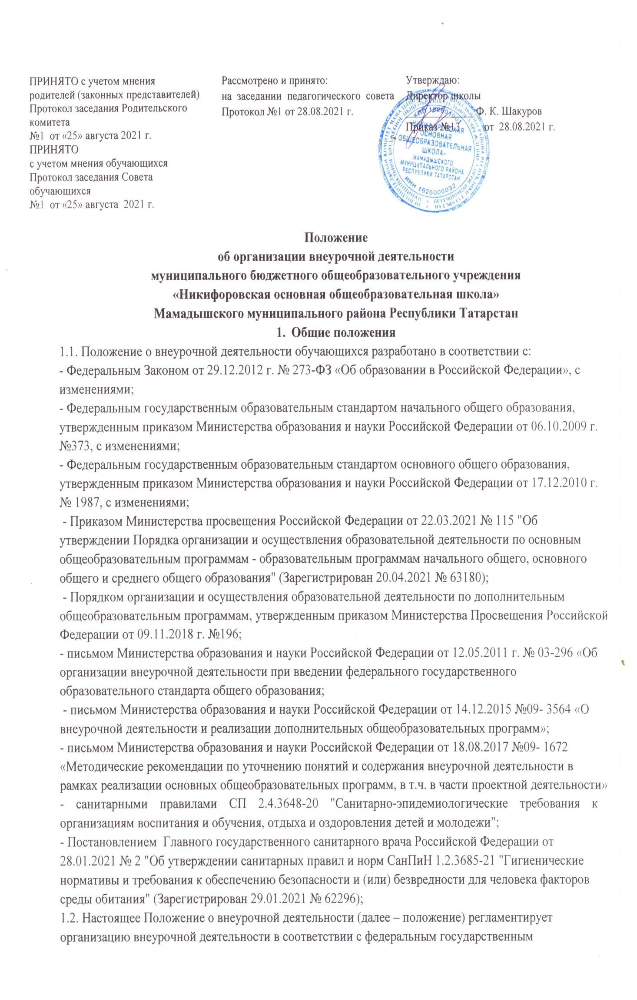 ПРИНЯТО с учетом мнения
родителей (законных представителей)
Протокол заседания Родительского
комитета
№1 от «25» августа 2021 г.
ПРИНЯТО
с учетом мнения обучающихся
Протокол заседания Совета
обучающихся
№1 от «25» августа 2021 г.
Рассмотрено и принято:
на заседании педагогического совета
Протокол №1 от 28.08.2021 г.
Утверждаю:
Директор школы
Ф. К. Шакуров
Приказ №13 от 28.08.2021 г.
КПП 162601001
«НИКИФОРОВСКАЯ
ОСНОВНАЯ
ОБЩЕОБРАЗОВАТЕЛЬНАЯ
ШКОЛА»
МАМАДЫШСКОГО
МУНИЦИПАЛЬНОГО РАЙОНА
РЕСПУБЛИКИ ТАТАРСТАН
ИНН 1626006032
Положение
об организации внеурочной деятельности
муниципального бюджетного общеобразовательного учреждения
«Никифоровская основная общеобразовательная школа»
Мамадышского муниципального района Республики Татарстан
1. Общие положения
1.1. Положение о внеурочной деятельности обучающихся разработано в соответствии с:
- Федеральным Законом от 29.12.2012 г. № 273-ФЗ «Об образовании в Российской Федерации», с
изменениями;
- Федеральным государственным образовательным стандартом начального общего образования,
утвержденным приказом Министерства образования и науки Российской Федерации от 06.10.2009 г.
№373, с изменениями;
- Федеральным государственным образовательным стандартом основного общего образования,
утвержденным приказом Министерства образования и науки Российской Федерации от 17.12.2010 г.
№ 1987, с изменениями;
- Приказом Министерства просвещения Российской Федерации от 22.03.2021 № 115 "Об
утверждении Порядка организации и осуществления образовательной деятельности по основным
общеобразовательным программам - образовательным программам начального общего, основного
общего и среднего общего образования" (Зарегистрирован 20.04.2021 № 63180);
- Порядком организации и осуществления образовательной деятельности по дополнительным
общеобразовательным программам, утвержденным приказом Министерства Просвещения Российской
Федерации от 09.11.2018 г. №196;
- письмом Министерства образования и науки Российской Федерации от 12.05.2011 г. № 03-296 «Об
организации внеурочной деятельности при введении федерального государственного
образовательного стандарта общего образования;
- письмом Министерства образования и науки Российской Федерации от 14.12.2015 №09- 3564 «О
внеурочной деятельности и реализации дополнительных общеобразовательных программ»;
- письмом Министерства образования и науки Российской Федерации от 18.08.2017 №09- 1672
«Методические рекомендации по уточнению понятий и содержания внеурочной деятельности в
рамках реализации основных общеобразовательных программ, в т.ч. в части проектной деятельности»
- санитарными правилами СП 2.4.3648-20 "Санитарно-эпидемиологические требования к
организациям воспитания и обучения, отдыха и оздоровления детей и молодежи";
- Постановлением Главного государственного санитарного врача Российской Федерации от
28.01.2021 № 2 "Об утверждении санитарных правил и норм СанПиН 1.2.3685-21 "Гигиенические
нормативы и требования к обеспечению безопасности и (или) безвредности для человека факторов
среды обитания" (Зарегистрирован 29.01.2021 № 62296);
1.2. Настоящее Положение о внеурочной деятельности (далее – положение) регламентирует
организацию внеурочной деятельности в соответствии с федеральным государственным